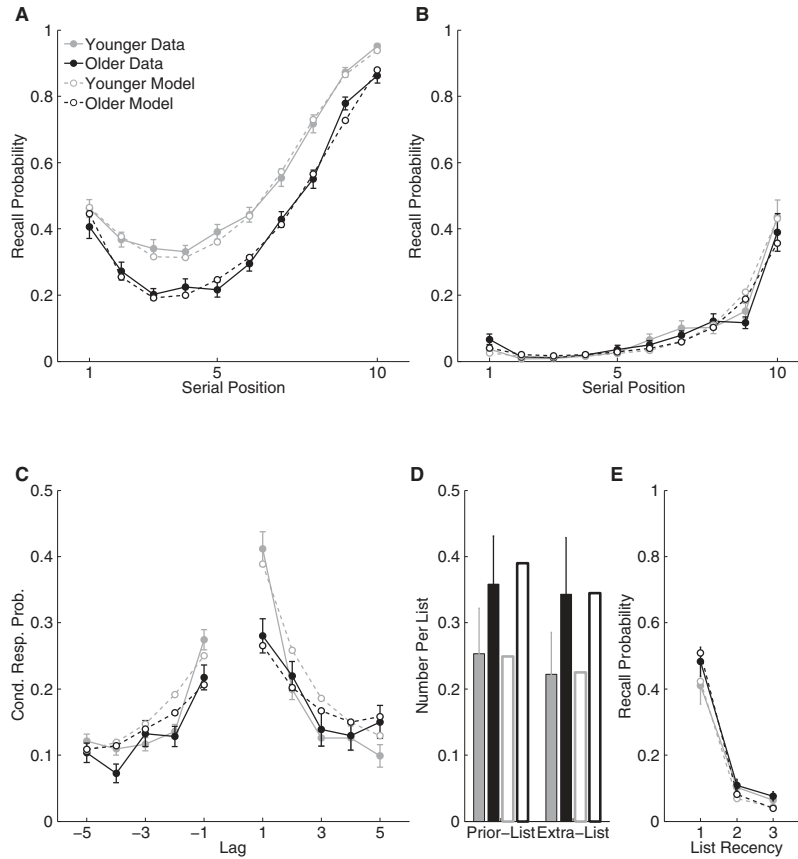 A
1
0.8
0.6
0.4
0.2
0
Recall Probability
Younger Data
Older Data
Younger Model
Older Model
1
5
10
Serial Position
B
1
0.8
0.6
0.4
0.2
0
Recall Probability
1
5
10
Serial Position
C
0.5
0.4
0.3
0.2
0.1
0
Cond. Resp. Prob.
−5
−3
−1
1
3
5
Lag
D
0.5
0.4
0.3
0.2
0.1
0
Number Per List
Prior−List
Extra−List
E
1
0.8
0.6
0.4
0.2
0
Recall Probability
1
2
3
List Recency